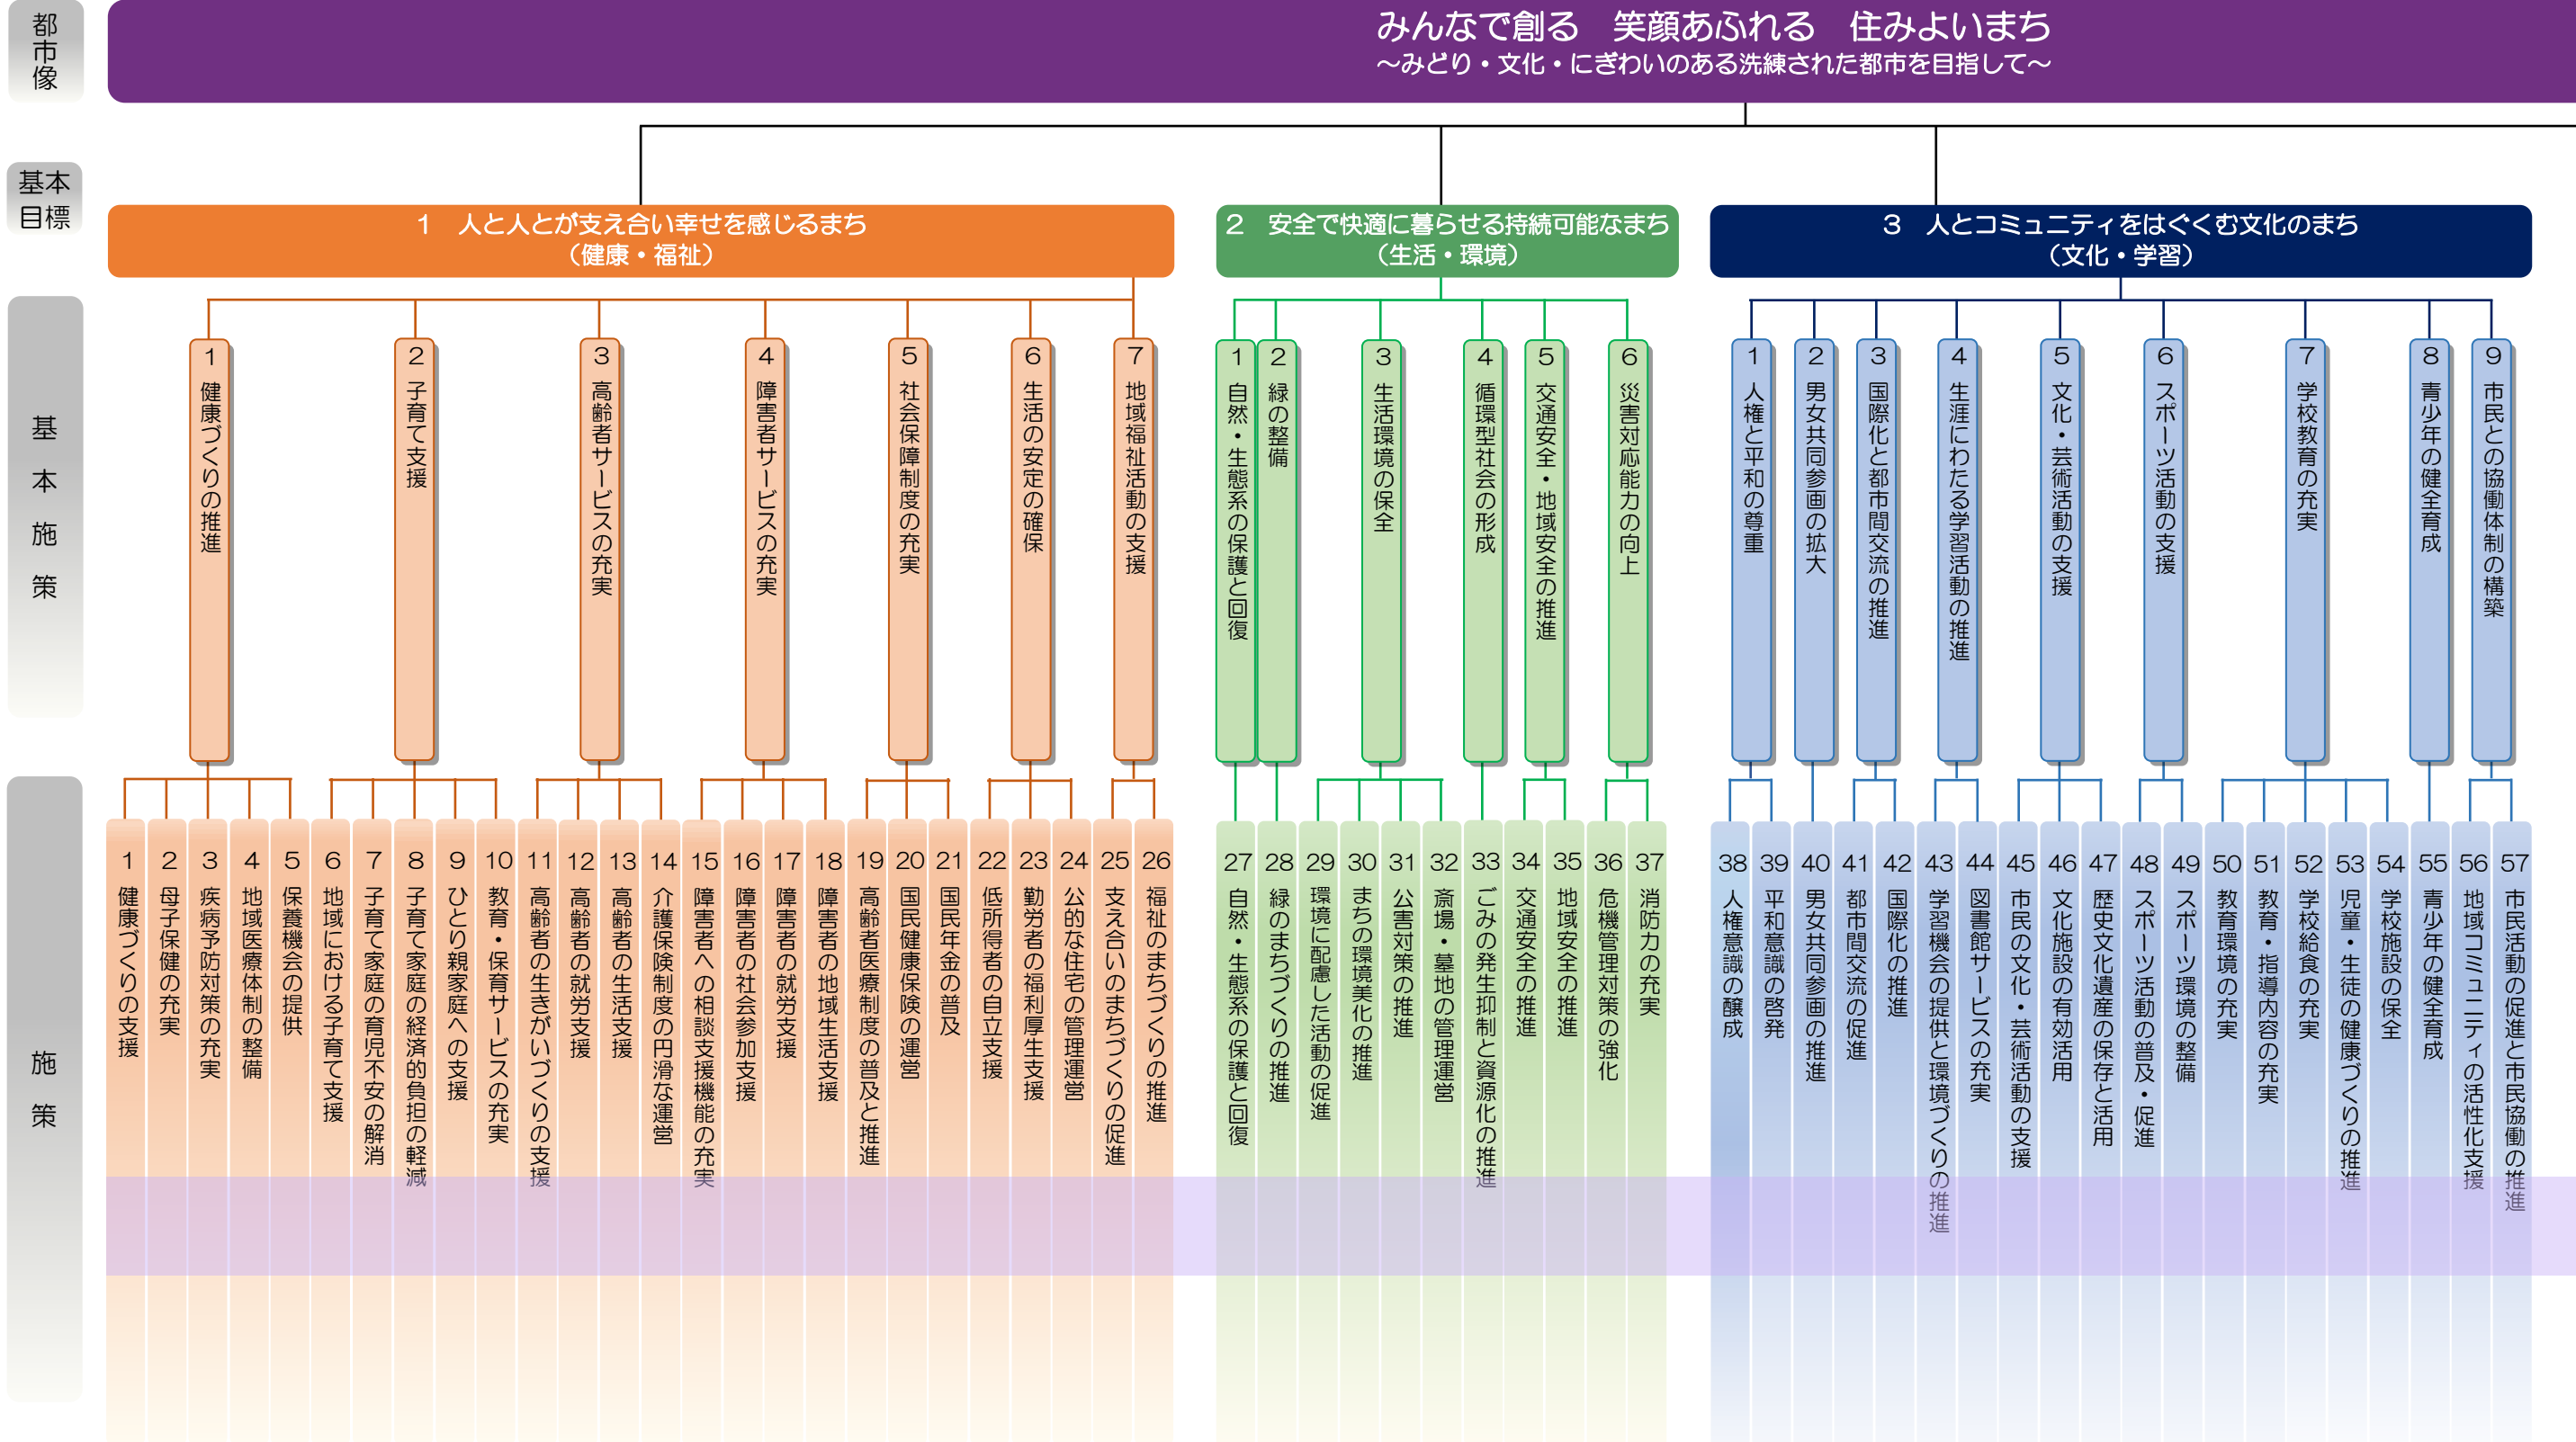 都市像
みんなで創る　笑顔あふれる　住みよいまち
～みどり・文化・にぎわいのある洗練された都市を目指して～
基本
目標
1　人と人とが支え合い幸せを感じるまち
（健康・福祉）
2　安全で快適に暮らせる持続可能なまち
（生活・環境）
3　人とコミュニティをはぐくむ文化のまち
（文化・学習）
基本施策
1　健康づくりの推進
2　子育て支援
3　高齢者サービスの充実
4　障害者サービスの充実
5　社会保障制度の充実
6　生活の安定の確保
7　地域福祉活動の支援
1　自然・生態系の保護と回復
2　緑の整備
3　生活環境の保全
4　循環型社会の形成
5　交通安全・地域安全の推進
6　災害対応能力の向上
1　人権と平和の尊重
2　男女共同参画の拡大
3　国際化と都市間交流の推進
4　生涯にわたる学習活動の推進
5　文化・芸術活動の支援
6　スポーツ活動の支援
7　学校教育の充実
8　青少年の健全育成
9　市民との協働体制の構築
施策
1　健康づくりの支援
2　母子保健の充実
3　疾病予防対策の充実
4　地域医療体制の整備
5　保養機会の提供
6　地域における子育て支援
7　子育て家庭の育児不安の解消
8　子育て家庭の経済的負担の軽減
9　ひとり親家庭への支援
10　教育・保育サービスの充実
11　高齢者の生きがいづくりの支援
12　高齢者の就労支援
13　高齢者の生活支援
14　介護保険制度の円滑な運営
15　障害者への相談支援機能の充実
16　障害者の社会参加支援
17　障害者の就労支援
18　障害者の地域生活支援
19　高齢者医療制度の普及と推進
20　国民健康保険の運営
21　国民年金の普及
22　低所得者の自立支援
23　勤労者の福利厚生支援
24　公的な住宅の管理運営
25　支え合いのまちづくりの促進
26　福祉のまちづくりの推進
27　自然・生態系の保護と回復
28　緑のまちづくりの推進
29　環境に配慮した活動の促進
30　まちの環境美化の推進
31　公害対策の推進
32　斎場・墓地の管理運営
33　ごみの発生抑制と資源化の推進
34　交通安全の推進
35　地域安全の推進
36　危機管理対策の強化
37　消防力の充実
38　人権意識の醸成
39　平和意識の啓発
40　男女共同参画の推進
41　都市間交流の促進
42　国際化の推進
43　学習機会の提供と環境づくりの推進
44　図書館サービスの充実
45　市民の文化・芸術活動の支援
46　文化施設の有効活用
47　歴史文化遺産の保存と活用
48　スポーツ活動の普及・促進
49　スポーツ環境の整備
50　教育環境の充実
51　教育・指導内容の充実
52　学校給食の充実
53　児童・生徒の健康づくりの推進
54　学校施設の保全
55　青少年の健全育成
56　地域コミュニティの活性化支援
57　市民活動の促進と市民協働の推進